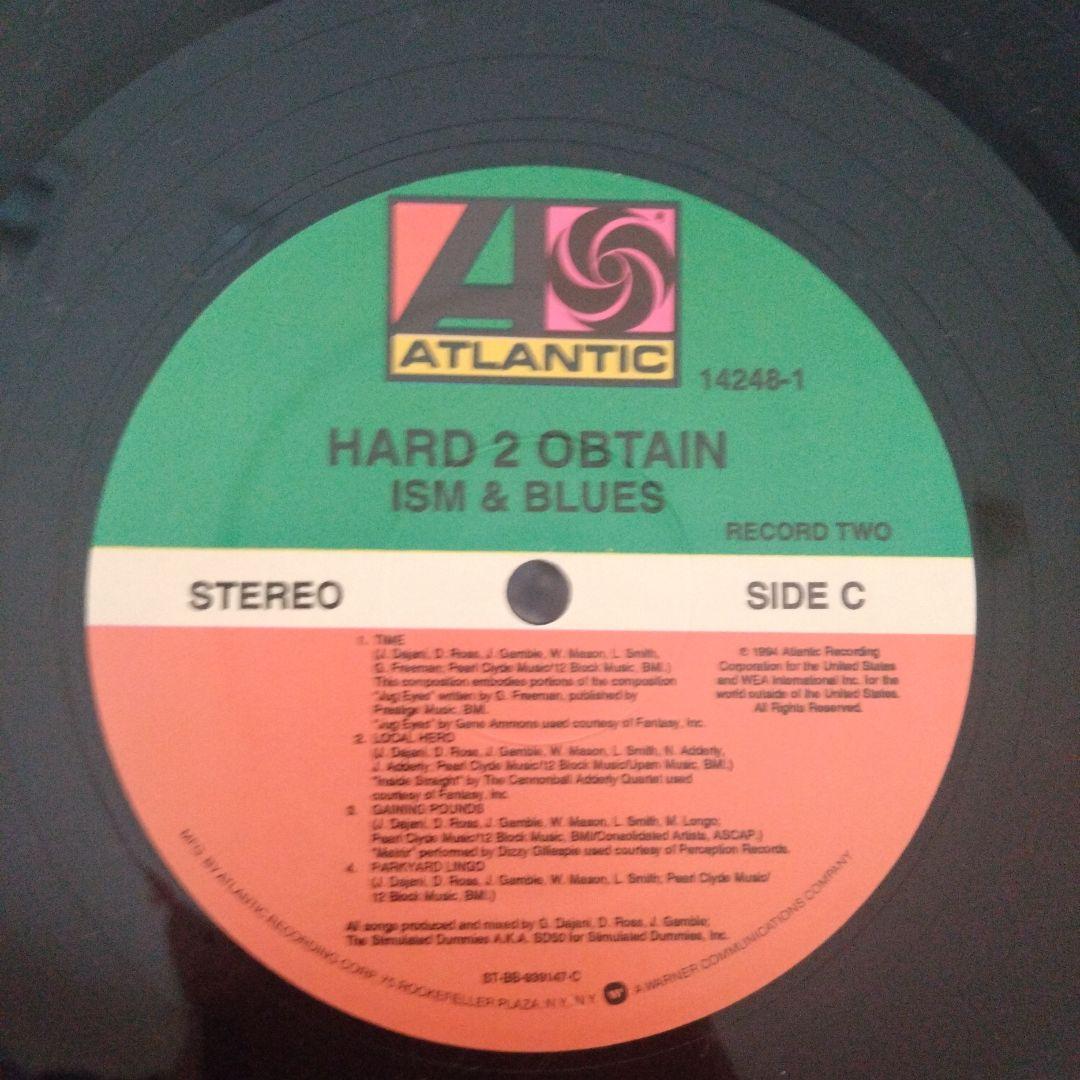 ATLANTIC
14248-1
HARD 2 OBTAIN
ISM & BLUES
RECORD TWO
STEREO
SIDE C
1. TIME
(J. Dajani, D. Ross, J. Gamble, W. Mason, L. Smith,
G. Freeman; Pearl Clyde Music/12 Block Music, BMI.)
This composition embodies portions of the composition
"Jug Eyes" written by G. Freeman, published by
Prestige Music, BMI.
"Jug Eyes" by Gene Ammons used courtesy of Fantasy, Inc.
2. LOCAL HERO
(J. Dajani, D. Ross, J. Gamble, W. Mason, L. Smith, N. Adderly,
J. Adderly; Pearl Clyde Music/12 Block Music/Upam Music, BMI.)
"Inside Straight" by The Cannonball Adderly Quartet used
courtesy of Fantasy, Inc.
3. GAINING POUNDS
(J. Dajani, D. Ross, J. Gamble, W. Mason, L. Smith, M. Longo;
Pearl Clyde Music/12 Block Music, BMI/Consolidated Artists, ASCAP.)
performed by Dizzy Gillespie used courtesy of Perception Records.
4. PARKYARD LINGO
(J. Dajani, D. Ross, J. Gamble, W. Mason, L. Smith; Pearl Clyde Music/
12 Block Music, BMI.)
℗ 1994 Atlantic Recording
Corporation for the United States
and WEA International Inc. for the
world outside of the United States.
All Rights Reserved.
All songs produced and mixed by G. Dajani, D. Ross, J. Gamble;
The Stimulated Dummies A.K.A. SD50 for Stimulated Dummies, Inc.
ST-BB-939147-C
MFG. BY ATLANTIC RECORDING CORP. 75 ROCKEFELLER PLAZA, N.Y., N.Y. A WARNER COMMUNICATIONS COMPANY